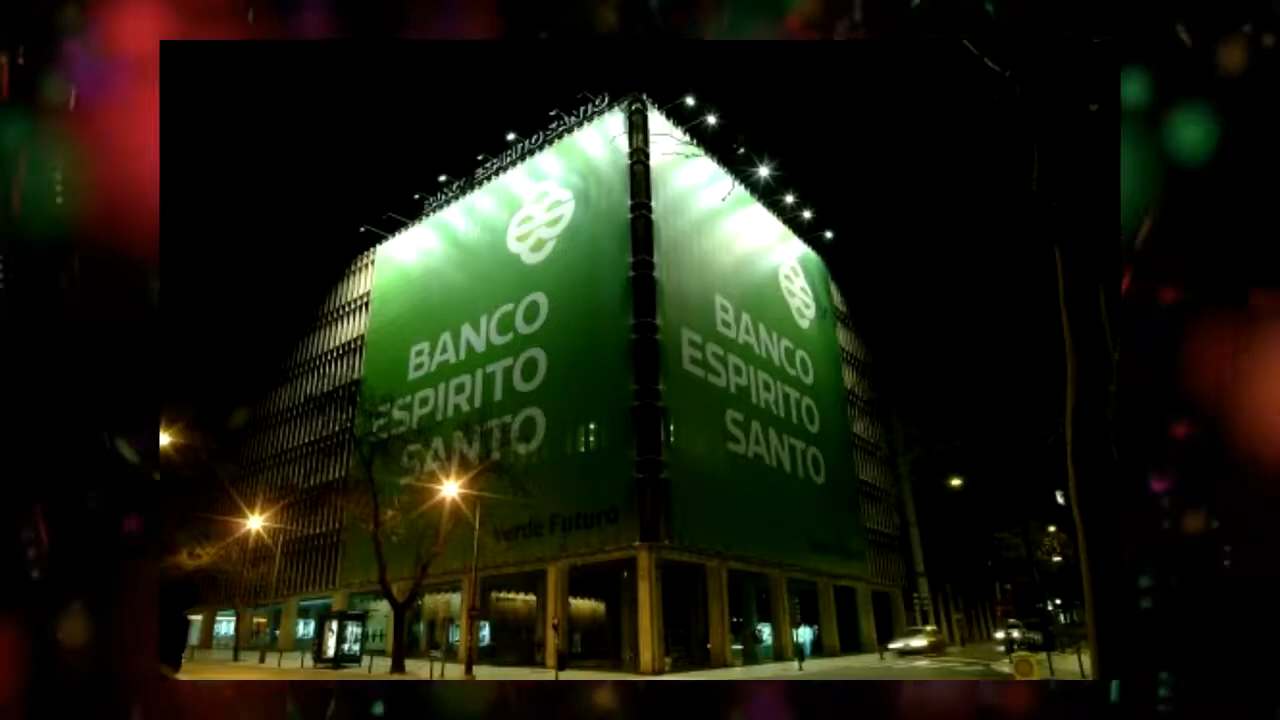 BANCO ESPIRITO SANTO
BANCO
ESPIRITO
SANTO
Verde Futuro
BANCO
ESPIRITO
SANTO